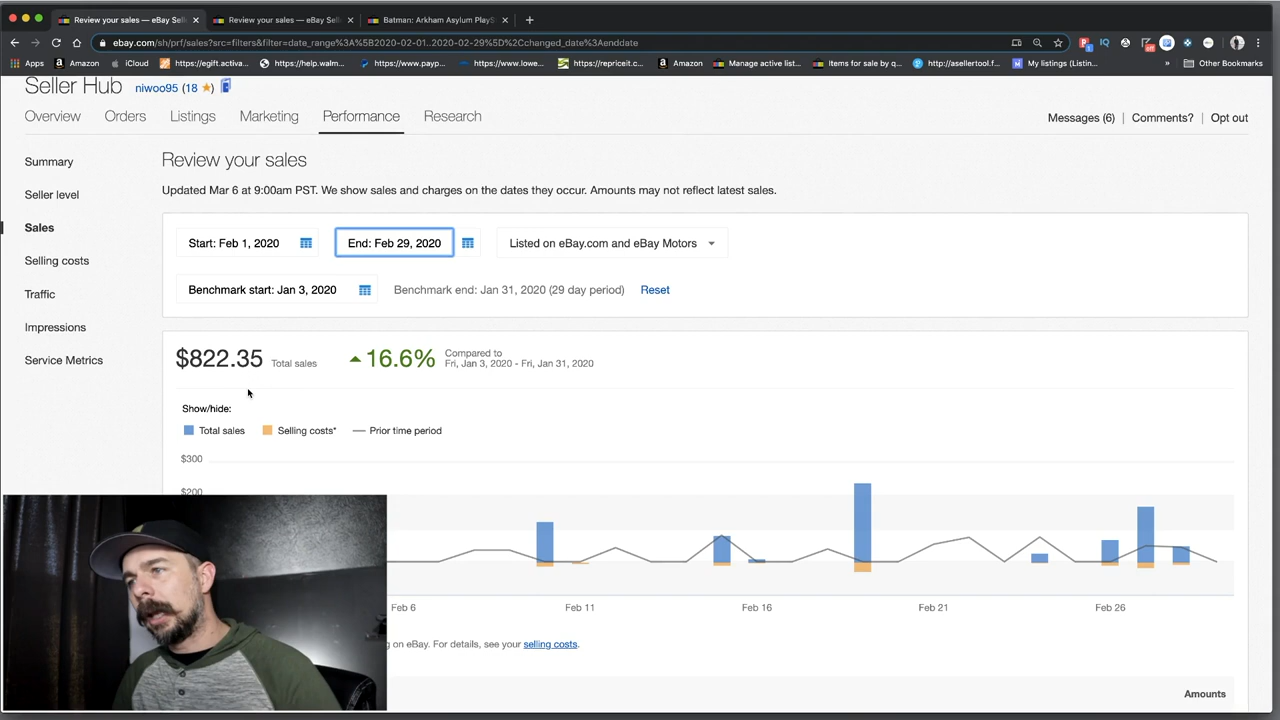 Review your sales — eBay Sell
Review your sales — eBay Sell
Batman: Arkham Asylum PlayS
ebay.com/sh/prf/sales?src=filters&filter=date_range%3A%5B2020-02-01..2020-02-29%5D%2Cchanged_date%3Aenddate
Apps
Amazon
iCloud
https://egift.activa...
https://help.walm...
https://www.payp...
https://www.lowe...
https://repriceit.c...
Amazon
Manage active list...
Items for sale by q...
http://asellertool.f...
My listings (Listin...
»
Other Bookmarks
Seller Hub
niwoo95 (18 ★)
Overview
Orders
Listings
Marketing
Performance
Research
Messages (6) | Comments? | Opt out
Summary
Seller level
Sales
Selling costs
Traffic
Impressions
Service Metrics
Review your sales
Updated Mar 6 at 9:00am PST. We show sales and charges on the dates they occur. Amounts may not reflect latest sales.
Start: Feb 1, 2020
End: Feb 29, 2020
Listed on eBay.com and eBay Motors
Benchmark start: Jan 3, 2020
Benchmark end: Jan 31, 2020 (29 day period)
Reset
$822.35 Total sales
16.6%
Compared to
Fri, Jan 3, 2020 - Fri, Jan 31, 2020
Show/hide:
Total sales
Selling costs*
Prior time period
$300
$200
Feb 6
Feb 11
Feb 16
Feb 21
Feb 26
g on eBay. For details, see your selling costs.
Amounts